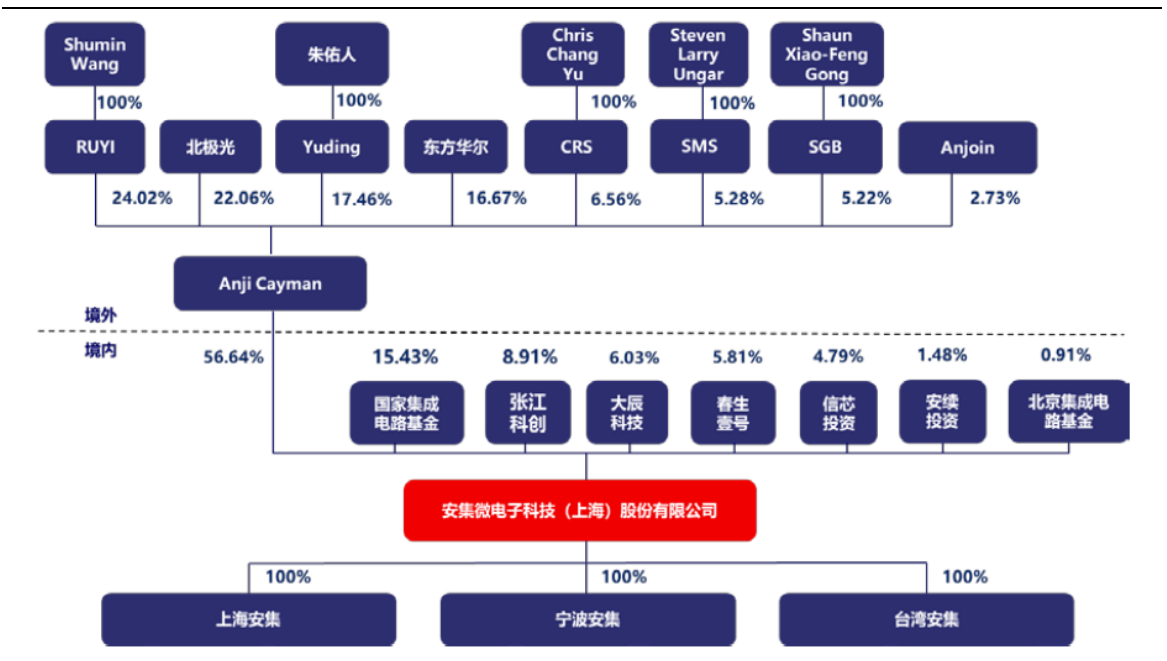 Shumin
Wang
朱佑人
Chris
Chang
Yu
Steven
Larry
Ungar
Shaun
Xiao-Feng
Gong
100%
100%
100%
100%
100%
RUYI
北极光
Yuding
东方华尔
CRS
SMS
SGB
Anjoin
24.02%
22.06%
17.46%
16.67%
6.56%
5.28%
5.22%
2.73%
Anji Cayman
境外
境内
56.64%
15.43%
8.91%
6.03%
5.81%
4.79%
1.48%
0.91%
国家集成
电路基金
张江
科创
大辰
科技
春生
壹号
信芯
投资
安续
投资
北京集成电
路基金
安集微电子科技（上海）股份有限公司
100%
100%
100%
上海安集
宁波安集
台湾安集